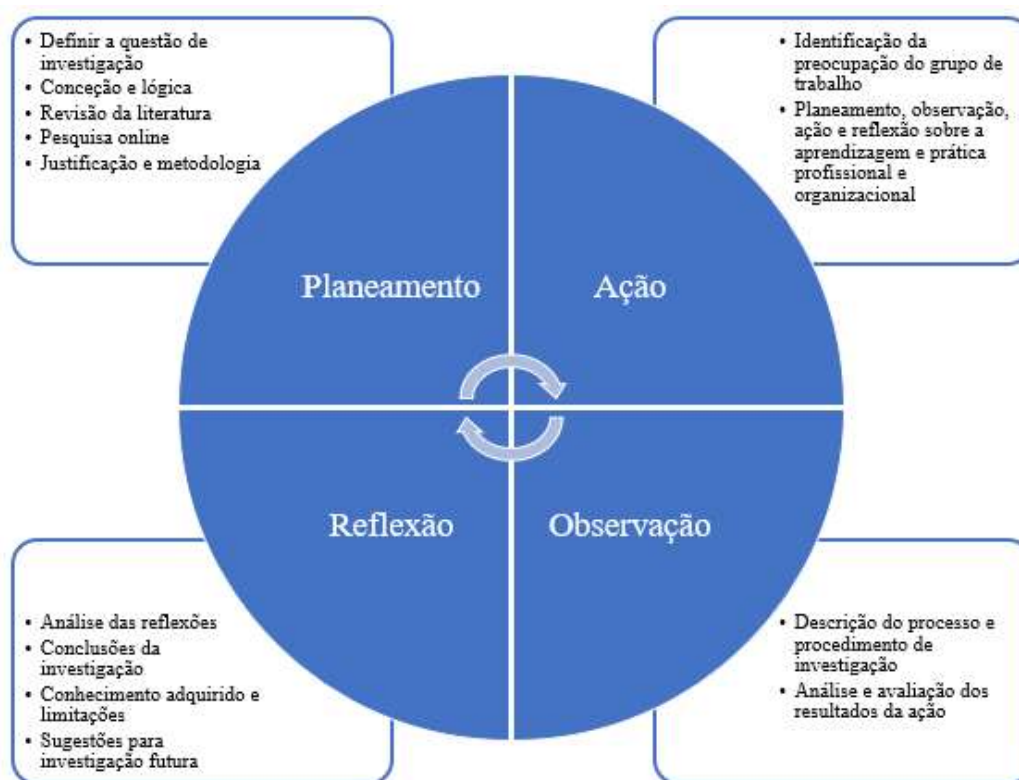 • Definir a questão de
investigação
• Conceção e lógica
• Revisão da literatura
• Pesquisa online
• Justificação e metodologia
• Identificação da
preocupação do grupo de
trabalho
• Planeamento, observação,
ação e reflexão sobre a
aprendizagem e prática
profissional e
organizacional
Planeamento
Ação
Reflexão
Observação
• Análise das reflexões
• Conclusões da
investigação
• Conhecimento adquirido e
limitações
• Sugestões para
investigação futura
• Descrição do processo e
procedimento de
investigação
• Análise e avaliação dos
resultados da ação